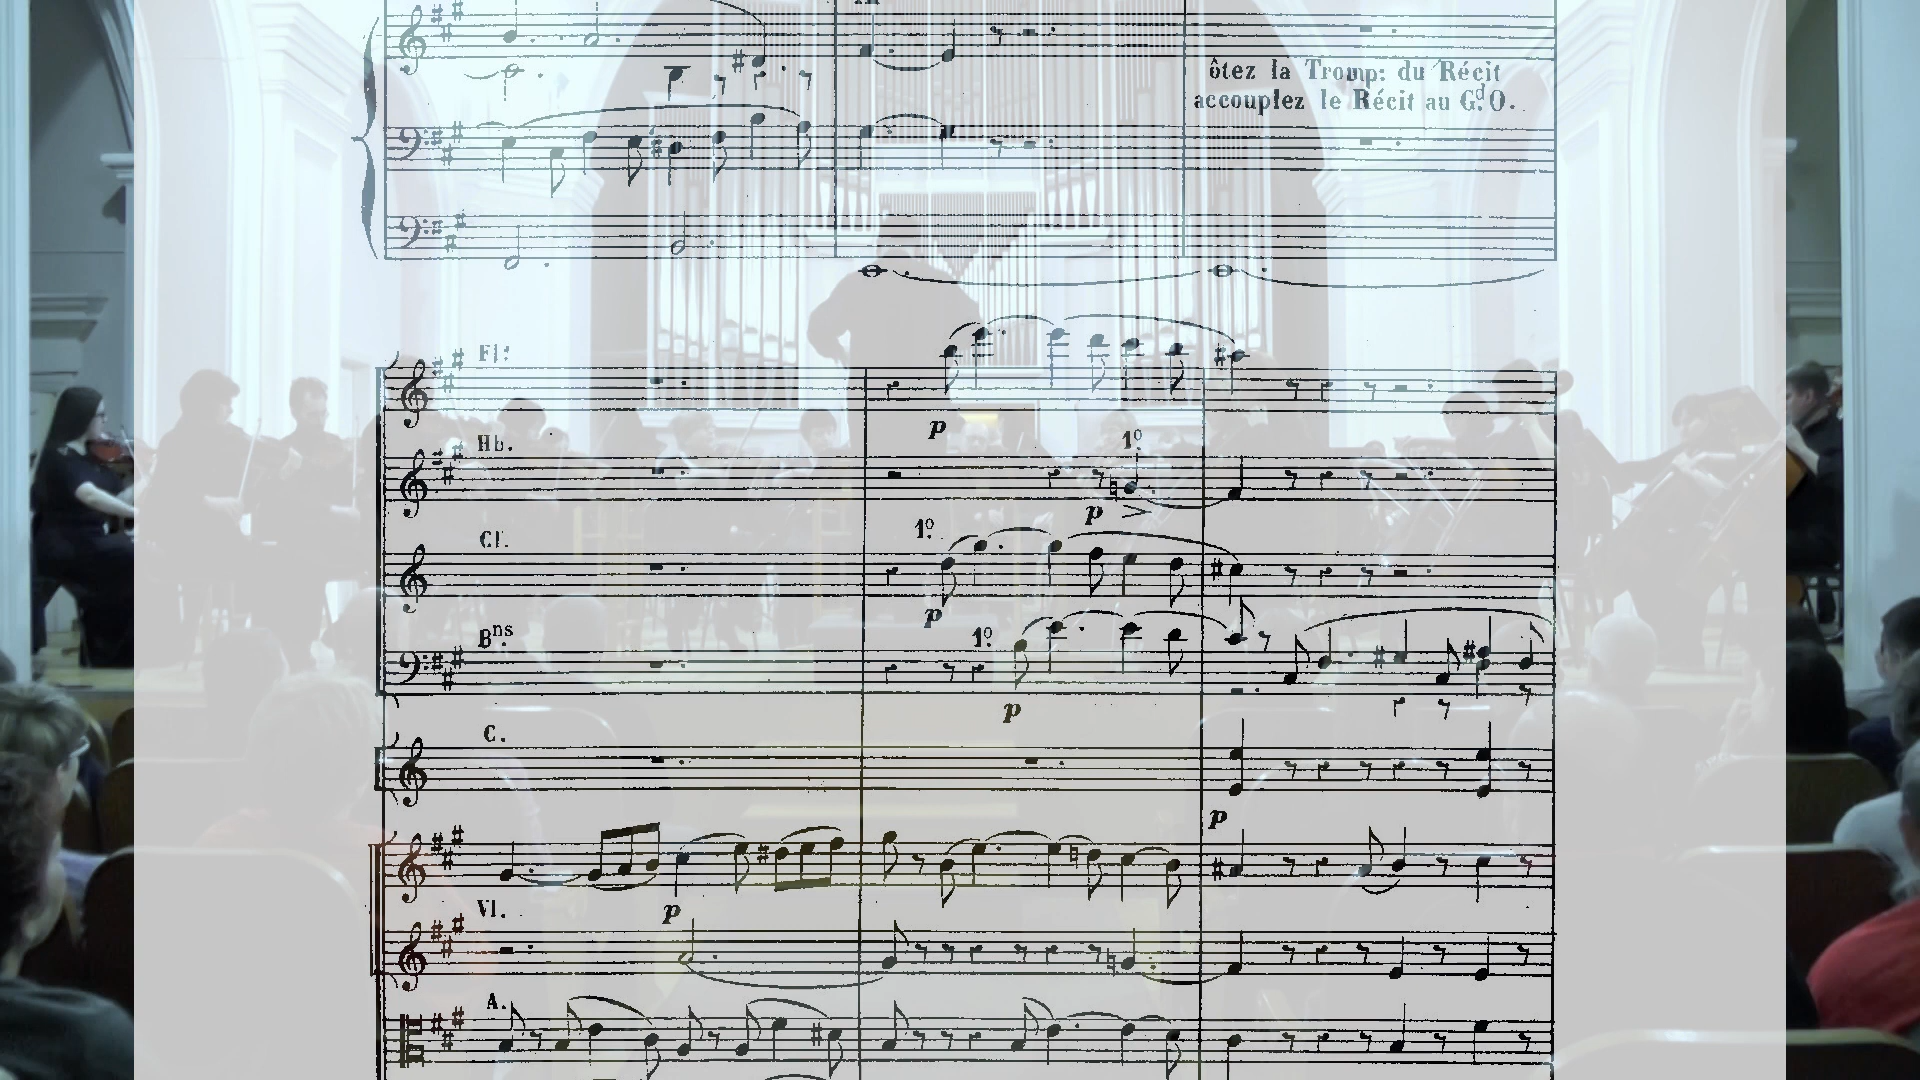 ôtez la Tromp: du Récit
accouplez le Récit au Gd. O.
Fl:
p
Hb.
1º
p
Cl.
1º
p
Bns
1º
p
C.
p
p
Vl.
A.